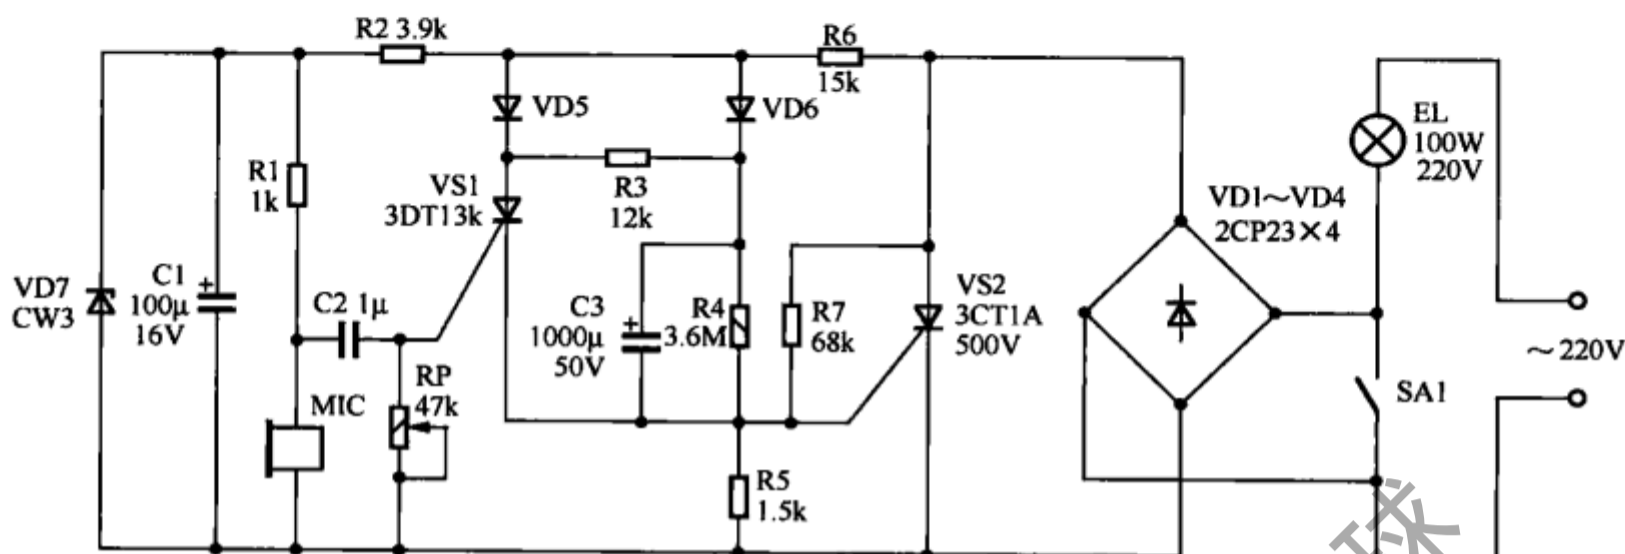 R2 3.9k
R6
15k
VD5
VD6
EL
100W
220V
R1
1k
VS1
3DT13k
R3
12k
VD1～VD4
2CP23×4
VD7
CW3
C1
+
100μ
16V
C2 1μ
C3
+
1000μ
50V
R4
3.6M
R7
68k
VS2
3CT1A
500V
～220V
RP
47k
MIC
SA1
R5
1.5k
球